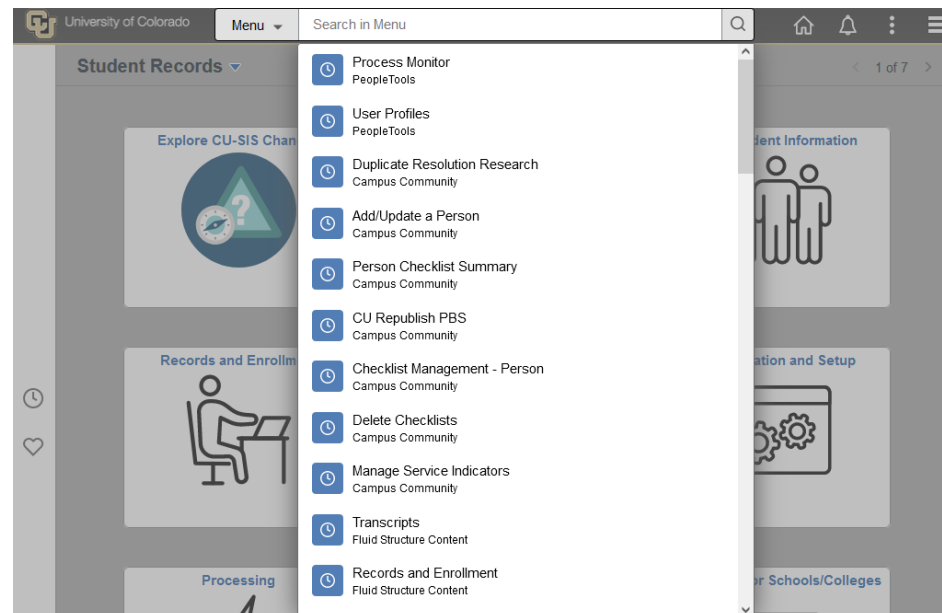 University of Colorado
Menu
Search in Menu
Student Records
1 of 7
Process Monitor
PeopleTools
User Profiles
PeopleTools
Duplicate Resolution Research
Campus Community
Add/Update a Person
Campus Community
Person Checklist Summary
Campus Community
CU Republish PBS
Campus Community
Checklist Management - Person
Campus Community
Delete Checklists
Campus Community
Manage Service Indicators
Campus Community
Transcripts
Fluid Structure Content
Records and Enrollment
Fluid Structure Content
Explore CU-SIS Chan
dent Information
?
Records and Enrollm
ation and Setup
Processing
or Schools/Colleges